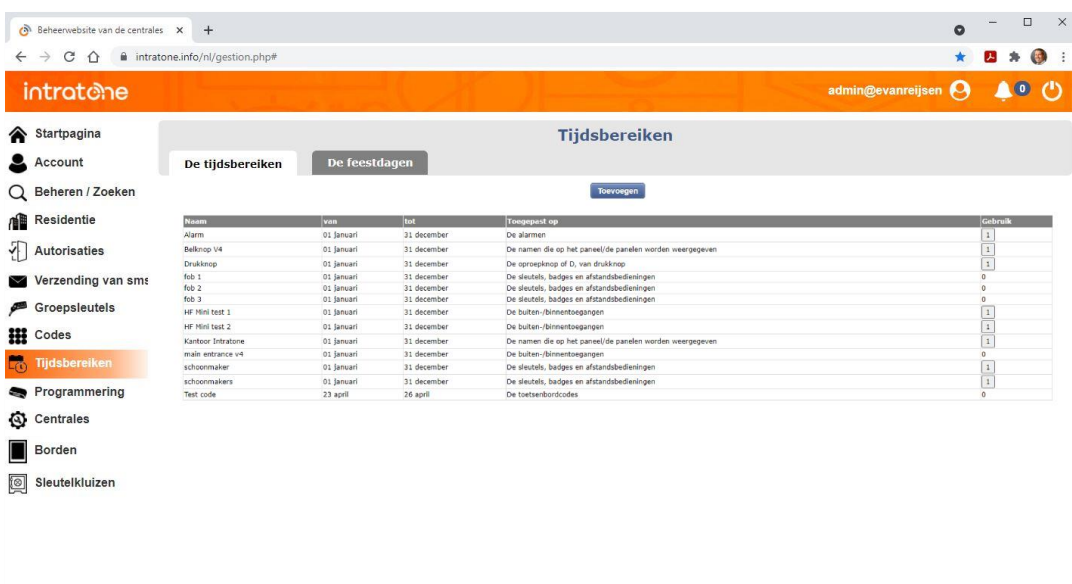 Beheerwebsite van de centrales
intratone.info/nl/gestion.php#
intratone
admin@evanreijsen
0
Startpagina
Account
Beheren / Zoeken
Residentie
Autorisaties
Verzending van sms
Groepsleutels
Codes
Tijdsbereiken
Programmering
Centrales
Borden
Sleutelkluizen
Tijdsbereiken
De tijdsbereiken De feestdagen
Toevoegen
Naam van tot Toegepast op Gebruik
Alarm 01 januari 31 december De alarmen 1
Belknop V4 01 januari 31 december De namen die op het paneel/de panelen worden weergegeven 1
Drukknop 01 januari 31 december De oproepknop of D, van drukknop 1
fob 1 01 januari 31 december De sleutels, badges en afstandsbedieningen 0
fob 2 01 januari 31 december De sleutels, badges en afstandsbedieningen 0
fob 3 01 januari 31 december De sleutels, badges en afstandsbedieningen 0
HF Mini test 1 01 januari 31 december De buiten-/binnentoegangen 1
HF Mini test 2 01 januari 31 december De buiten-/binnentoegangen 1
Kantoor Intratone 01 januari 31 december De namen die op het paneel/de panelen worden weergegeven 1
main entrance v4 01 januari 31 december De buiten-/binnentoegangen 0
schoonmaker 01 januari 31 december De sleutels, badges en afstandsbedieningen 1
schoonmakers 01 januari 31 december De sleutels, badges en afstandsbedieningen 1
Test code 23 april 26 april De toetsenbordcodes 0